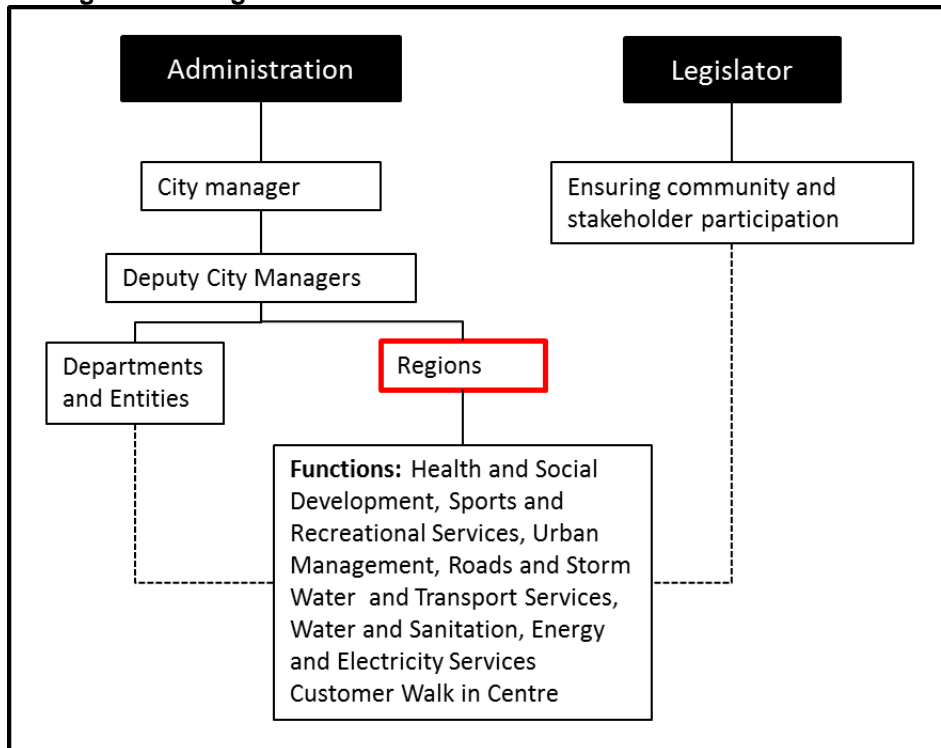 Administration
Legislator
City manager
Ensuring community and
stakeholder participation
Deputy City Managers
Departments
and Entities
Regions
Functions: Health and Social
Development, Sports and
Recreational Services, Urban
Management, Roads and Storm
Water and Transport Services,
Water and Sanitation, Energy
and Electricity Services
Customer Walk in Centre